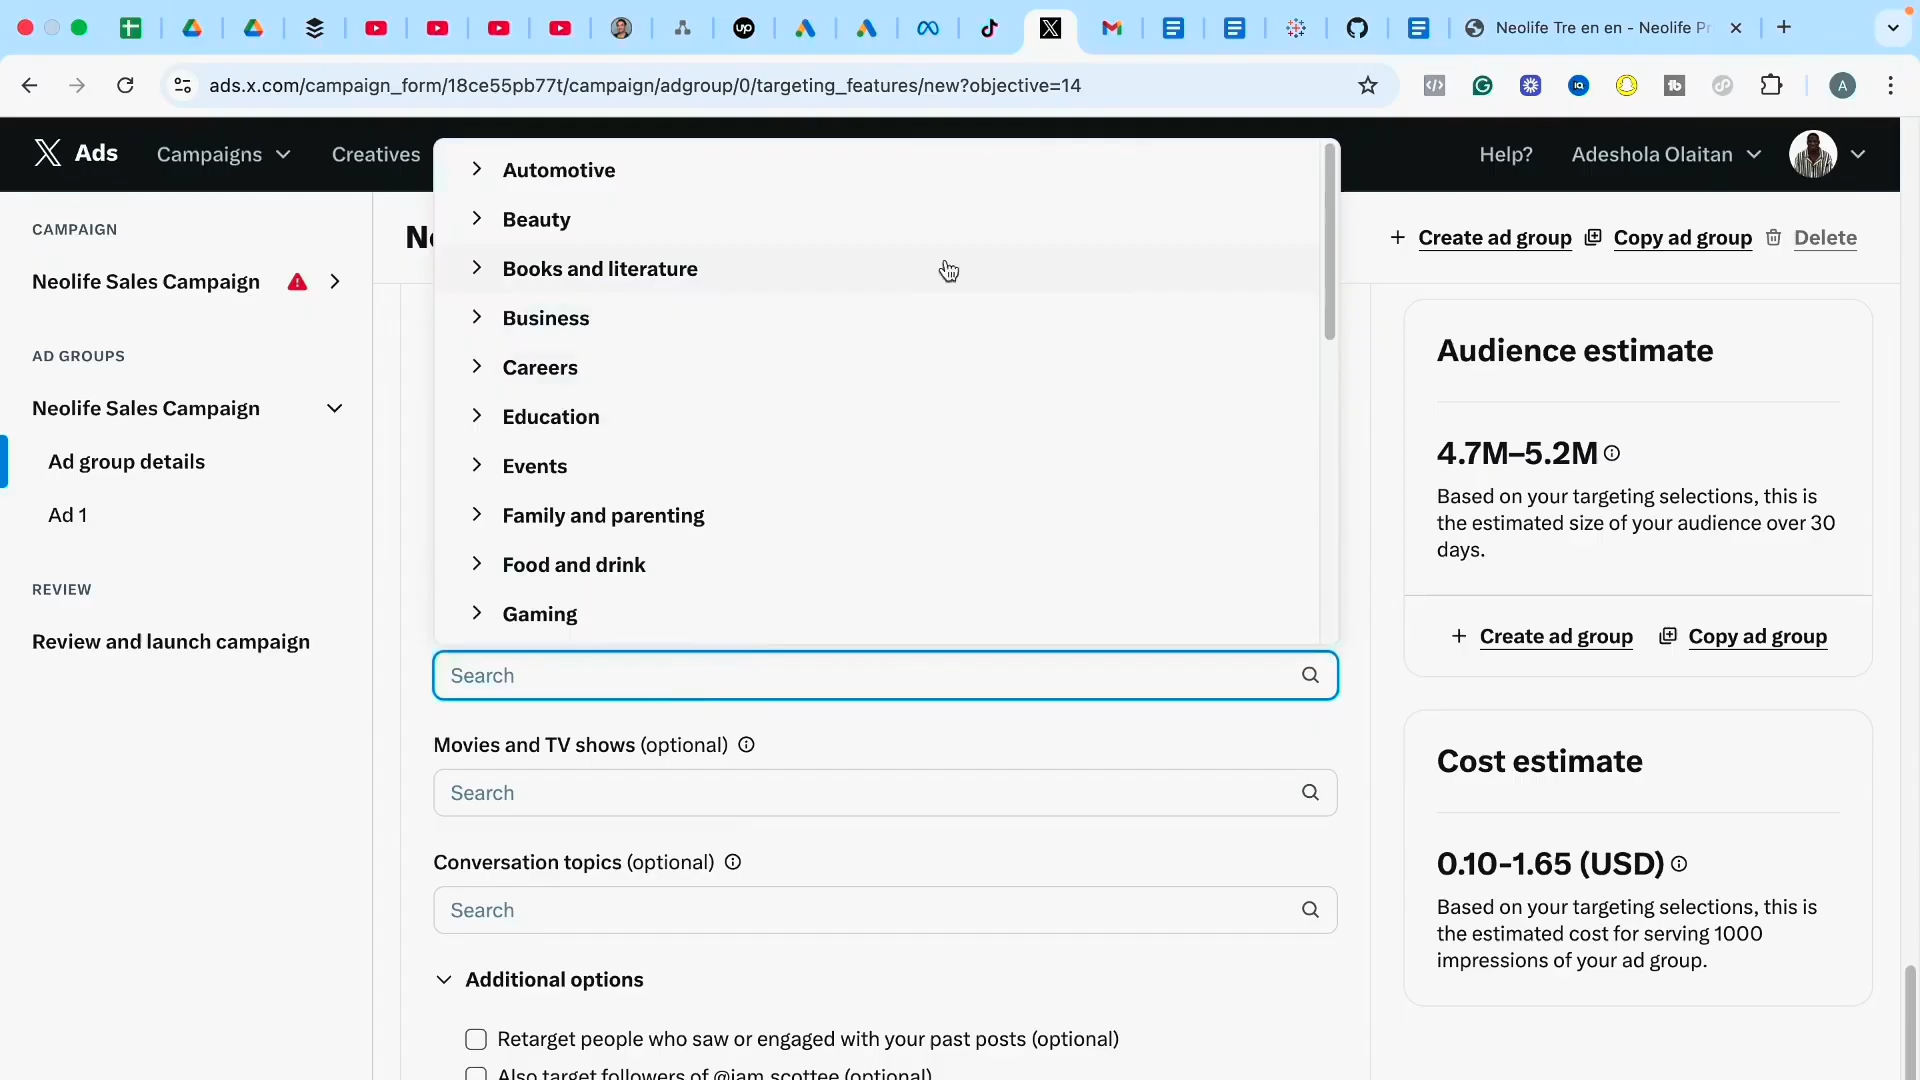 Neolife Tre en en - Neolife Pr
ads.x.com/campaign_form/18ce55pb77t/campaign/adgroup/0/targeting_features/new?objective=14
A
Ads
Campaigns
Creatives
Help?
Adeshola Olaitan
CAMPAIGN
Neolife Sales Campaign
AD GROUPS
Neolife Sales Campaign
Ad group details
Ad 1
REVIEW
Review and launch campaign
Create ad group
Copy ad group
Delete
Automotive
Beauty
Books and literature
Business
Careers
Education
Events
Family and parenting
Food and drink
Gaming
Search
Movies and TV shows (optional)
Search
Conversation topics (optional)
Search
Additional options
Retarget people who saw or engaged with your past posts (optional)
Also target followers of @iam_scottee (optional)
Audience estimate
4.7M–5.2M
Based on your targeting selections, this is
the estimated size of your audience over 30
days.
Create ad group
Copy ad group
Cost estimate
0.10-1.65 (USD)
Based on your targeting selections, this is
the estimated cost for serving 1000
impressions of your ad group.